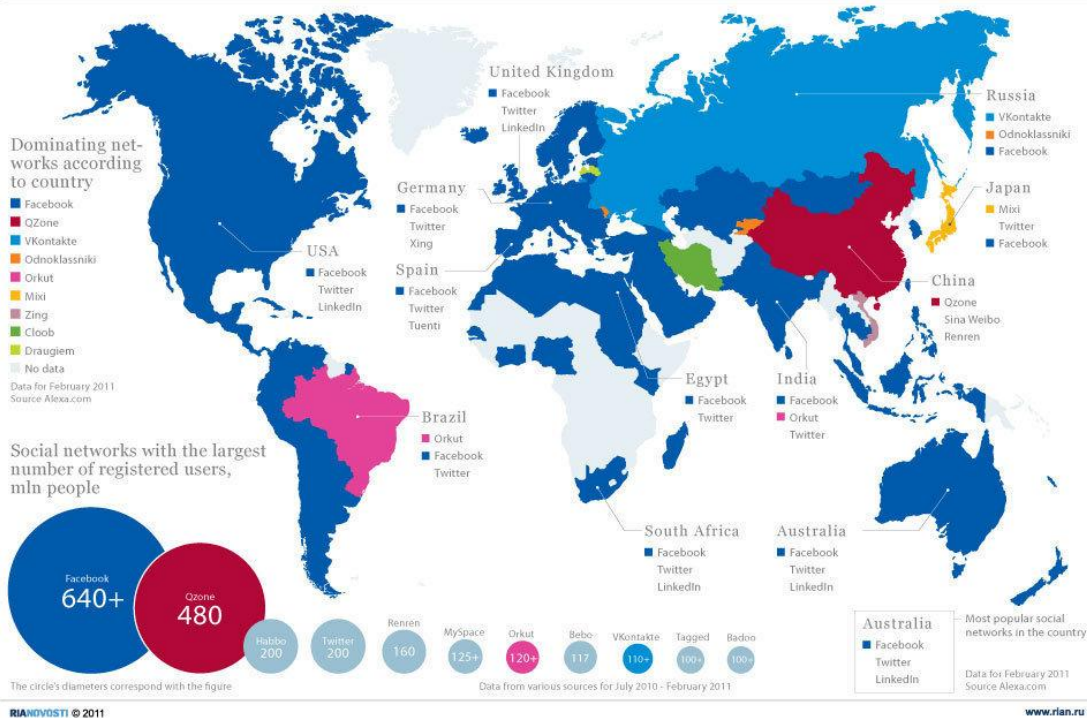 United Kingdom
Facebook
Twitter
LinkedIn
Russia
VKontakte
Odnoklassniki
Facebook
Dominating net-
works according
to country
Facebook
QZone
VKontakte
Odnoklassniki
Orkut
Mixi
Zing
Cloob
Draugiem
No data
Data for February 2011
Source Alexa.com
Germany
Facebook
Twitter
Xing
Japan
Mixi
Twitter
Facebook
USA
Facebook
Twitter
LinkedIn
Spain
Facebook
Twitter
Tuenti
China
Qzone
Sina Weibo
Renren
Egypt
Facebook
Twitter
India
Facebook
Orkut
Twitter
Brazil
Orkut
Facebook
Twitter
Social networks with the largest
number of registered users,
mln people
South Africa
Facebook
Twitter
LinkedIn
Australia
Facebook
Twitter
LinkedIn
Facebook
640+
Qzone
480
Habbo
200
Twitter
200
Renren
160
MySpace
125+
Orkut
120+
Bebo
117
VKontakte
110+
Tagged
100+
Badoo
100+
Australia
Facebook
Twitter
LinkedIn
Most popular social
networks in the country
Data for February 2011
Source Alexa.com
The circle's diameters correspond with the figure
Data from various sources for July 2010 - February 2011
RIANOVOSTI © 2011
www.rian.ru